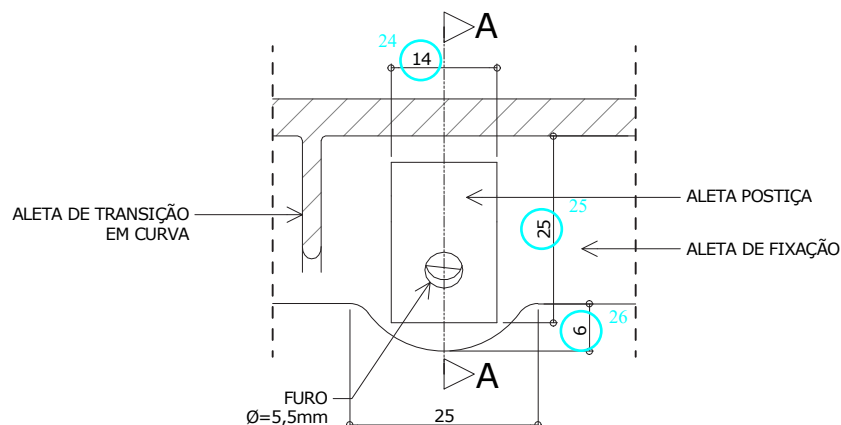 A
24
14
ALETA DE TRANSIÇÃO
EM CURVA
ALETA POSTIÇA
25
25
ALETA DE FIXAÇÃO
26
6
A
FURO
Ø=5,5mm
25